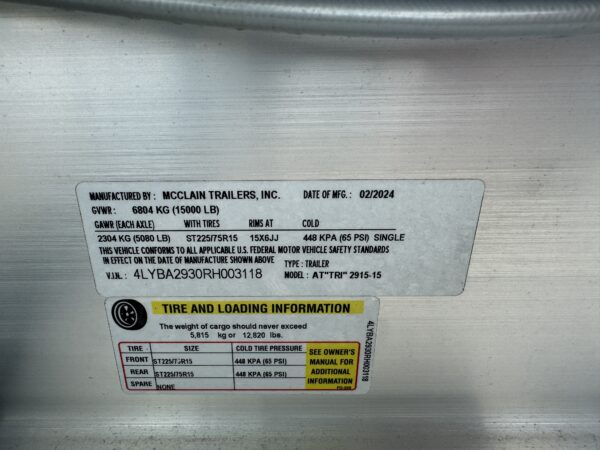 MANUFACTURED BY: MCCLAIN TRAILERS, INC. DATE OF MFG.: 02/2024
GVWR: 6804 KG (15000 LB)
GAWR (EACH AXLE) WITH TIRES RIMS AT COLD
2304 KG (5080 LB) ST225/75R15 15X6JJ 448 KPA (65 PSI) SINGLE
THIS VEHICLE CONFORMS TO ALL APPLICABLE U.S. FEDERAL MOTOR VEHICLE SAFETY STANDARDS
IN EFFECT ON THE DATE OF MANUFACTURE SHOWN ABOVE TYPE: TRAILER
V.I.N.: 4LYBA2930RH003118 MODEL: AT"TRI" 2915-15
TIRE AND LOADING INFORMATION
The weight of cargo should never exceed
5,815 kg or 12,820 lbs.
TIRE SIZE COLD TIRE PRESSURE
FRONT ST225/75R15 448 KPA (65 PSI)
REAR ST225/75R15 448 KPA (65 PSI)
SPARE NONE
SEE OWNER'S
MANUAL FOR
ADDITIONAL
INFORMATION
4LYBA2930RH003118